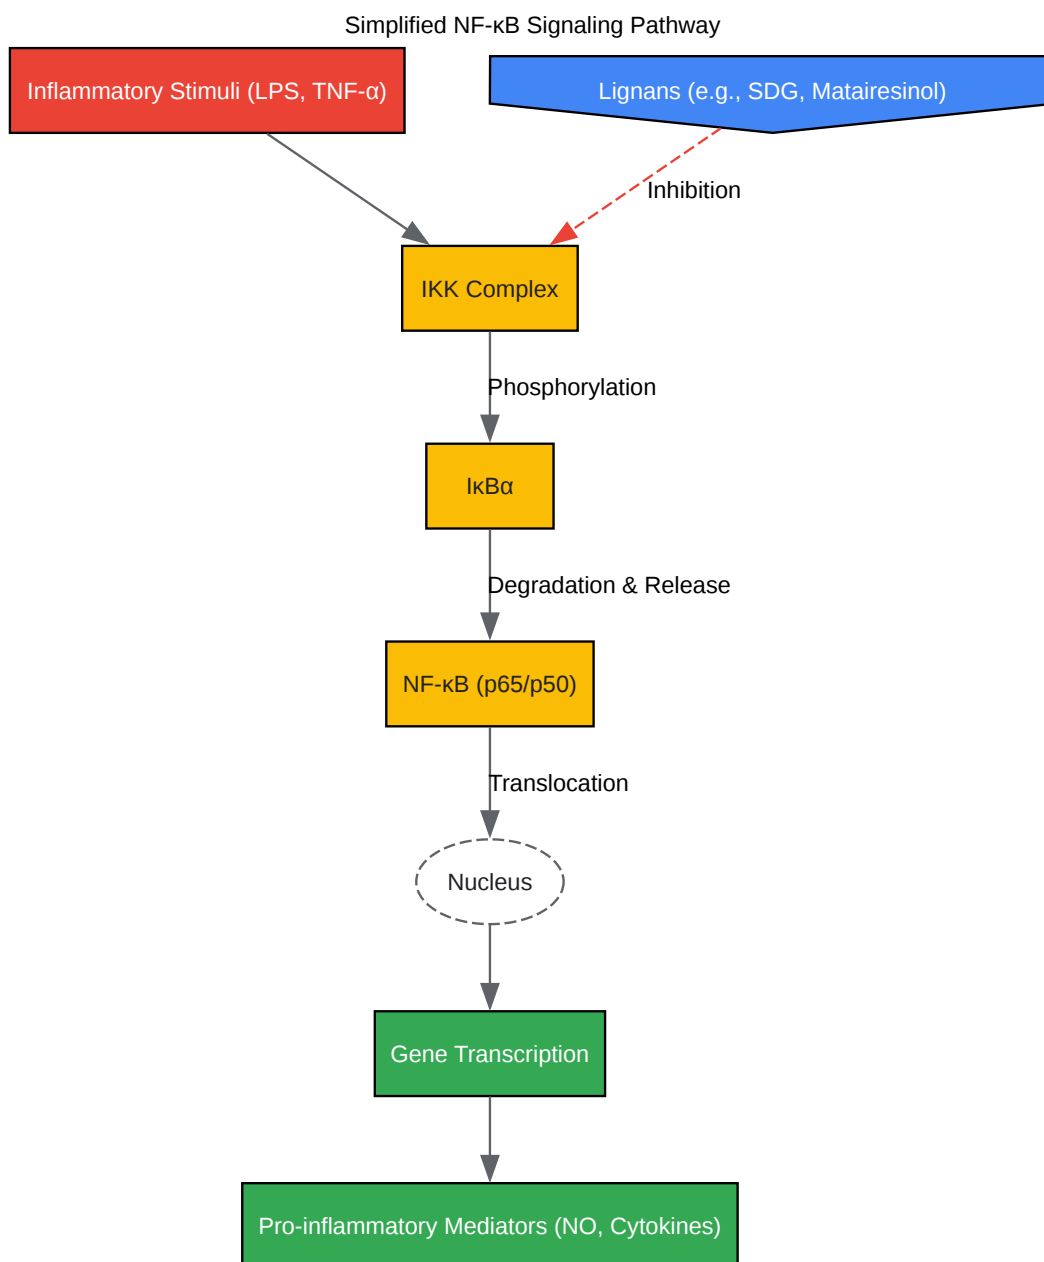 Simplified NF-κB Signaling Pathway
Inflammatory Stimuli (LPS, TNF-α)
Lignans (e.g., SDG, Matairesinol)
Inhibition
IKK Complex
Phosphorylation
IκBα
Degradation & Release
NF-κB (p65/p50)
Translocation
Nucleus
Gene Transcription
Pro-inflammatory Mediators (NO, Cytokines)